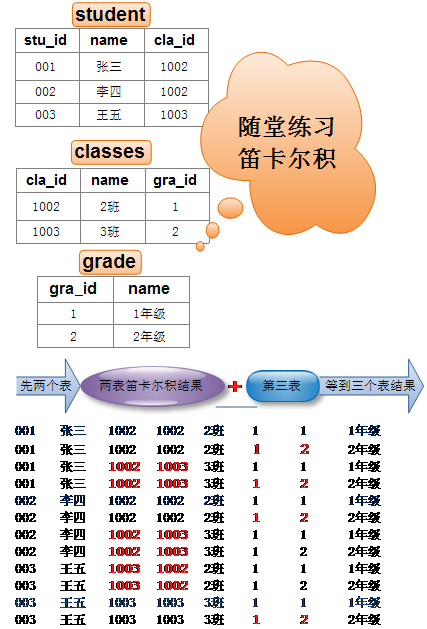 student
stu_id name cla_id
001 张三 1002
002 李四 1002
003 王五 1003
随堂练习
笛卡尔积
classes
cla_id name gra_id
1002 2班 1
1003 3班 2
grade
gra_id name
1 1年级
2 2年级
先两个表 两表笛卡尔积结果 + 第三表 等到三个表结果
001 张三 1002 1002 2班 1 1 1年级
001 张三 1002 1002 2班 1 2 2年级
001 张三 1002 1003 3班 1 1 1年级
001 张三 1002 1003 3班 1 2 2年级
002 李四 1002 1002 2班 1 1 1年级
002 李四 1002 1002 2班 1 2 2年级
002 李四 1002 1003 3班 1 1 1年级
002 李四 1002 1003 3班 1 2 2年级
003 王五 1003 1002 2班 1 1 1年级
003 王五 1003 1002 2班 1 2 2年级
003 王五 1003 1003 3班 1 1 1年级
003 王五 1003 1003 3班 1 2 2年级